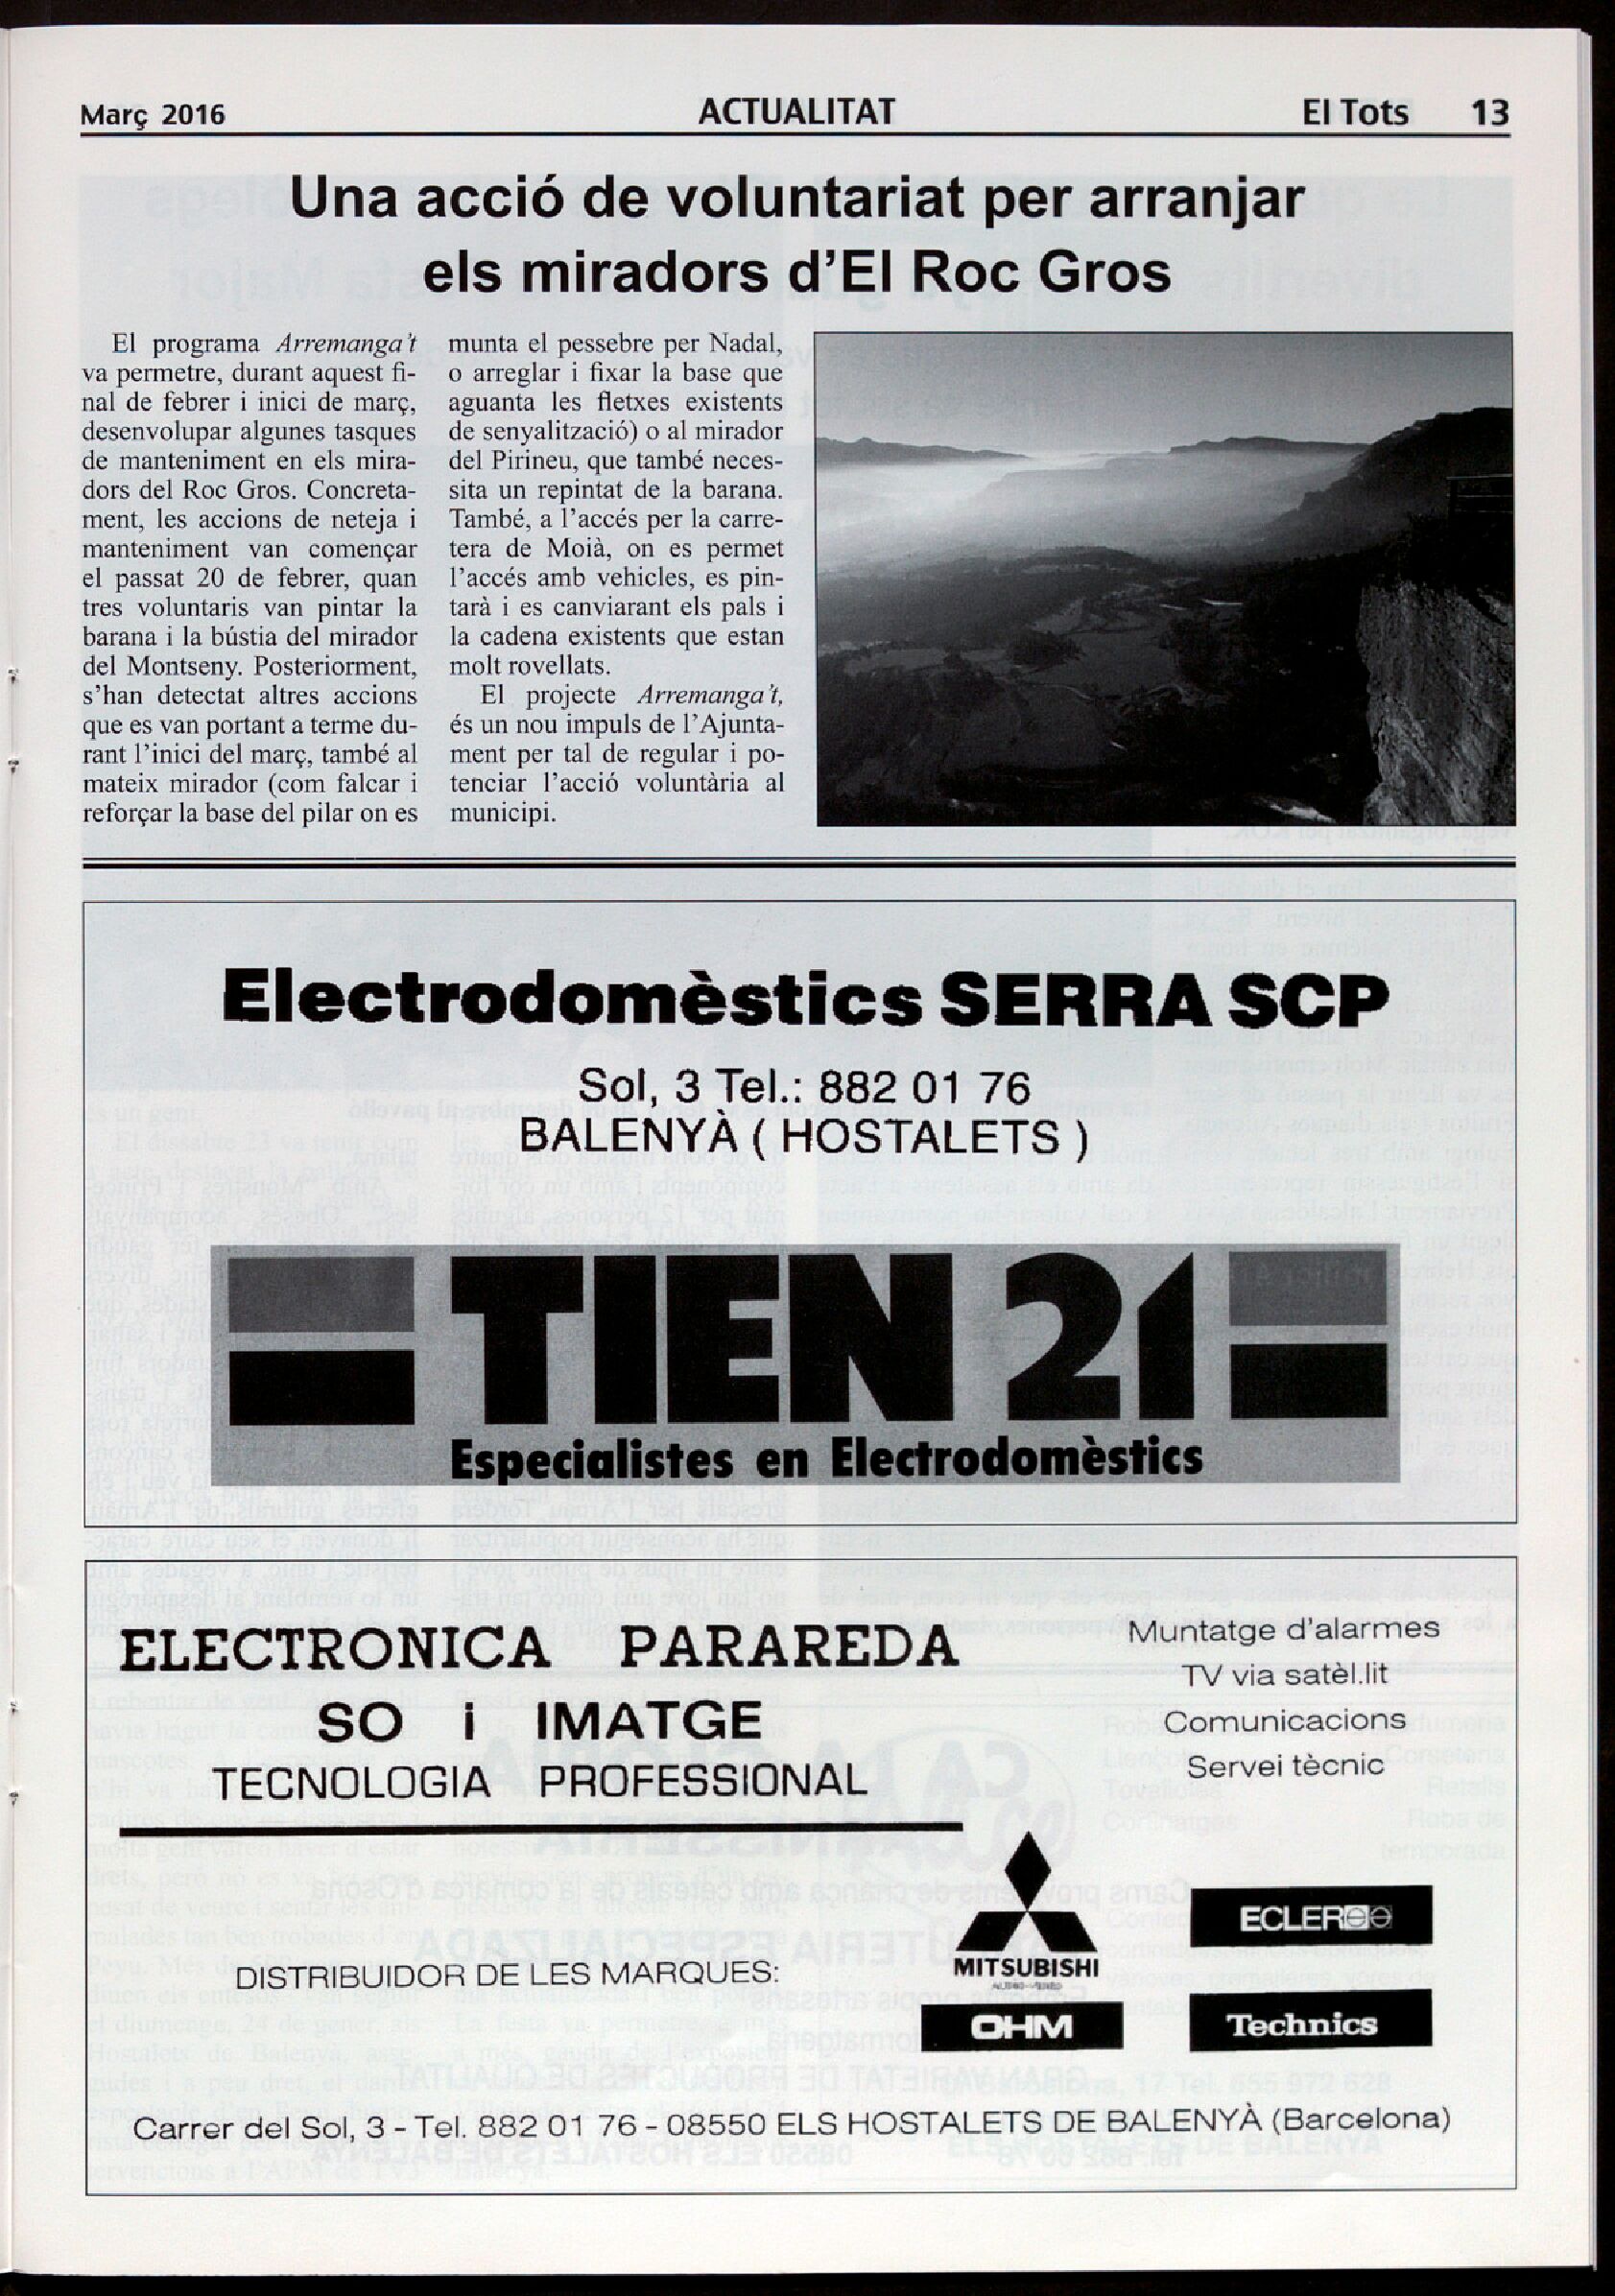 Març 2016
ACTUALITAT
El Tots 13
Una acció de voluntariat per arranjar
els miradors d'El Roc Gros
El programa Arremanga't
va permetre, durant aquest fi-
nal de febrer i inici de març,
desenvolupar algunes tasques
de manteniment en els mira-
dors del Roc Gros. Concreta-
ment, les accions de neteja i
manteniment van començar
el passat 20 de febrer, quan
tres voluntaris van pintar la
barana i la bústia del mirador
del Montseny. Posteriorment,
s'han detectat altres accions
que es van portant a terme du-
rant l'inici del març, també al
mateix mirador (com falcar i
reforçar la base del pilar on es
munta el pessebre per Nadal,
o arreglar i fixar la base que
aguanta les fletxes existents
de senyalització) o al mirador
del Pirineu, que també neces-
sita un repintat de la barana.
També, a l'accés per la carre-
tera de Moià, on es permet
l'accés amb vehicles, es pin-
tarà i es canviarant els pals i
la cadena existents que estan
molt rovellats.
El projecte Arremanga't,
és un nou impuls de l'Ajunta-
ment per tal de regular i po-
tenciar l'acció voluntària al
municipi.
Electrodomèstics SERRA SCP
Sol, 3 Tel.: 882 01 76
BALENYÀ ( HOSTALETS )
TIEN 21
Especialistes en Electrodomèstics
ELECTRONICA PARAREDA
SO i IMATGE
TECNOLOGIA PROFESSIONAL
Muntatge d'alarmes
TV via satèl.lit
Comunicacions
Servei tècnic
DISTRIBUIDOR DE LES MARQUES:
MITSUBISHI
AUDIO-VIDEO
OHM
ECLER
Technics
Carrer del Sol, 3 - Tel. 882 01 76 - 08550 ELS HOSTALETS DE BALENYÀ (Barcelona)